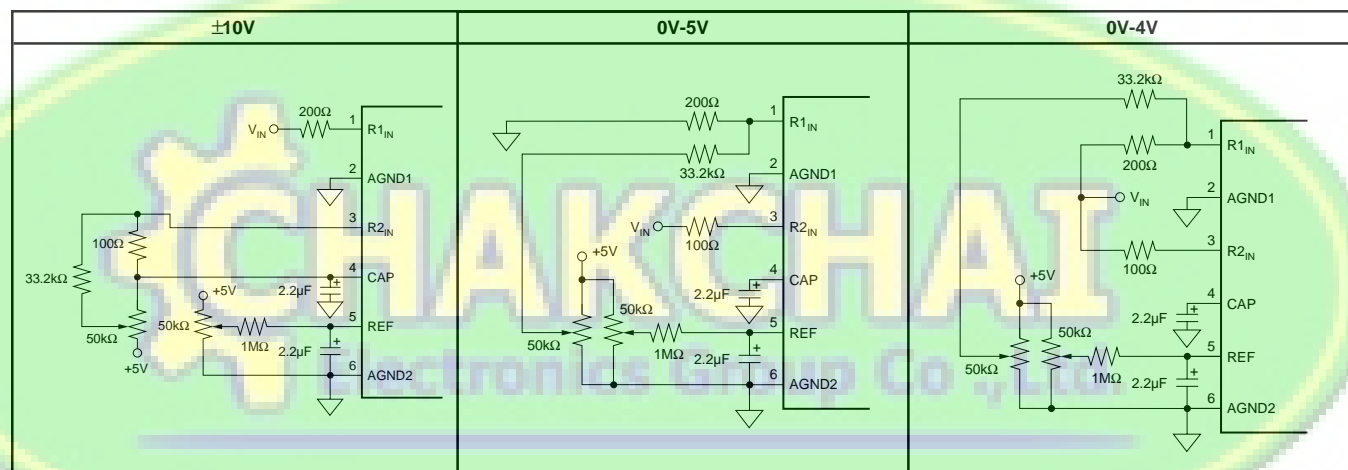 ±10V
0V-5V
0V-4V
V_IN
200Ω
1
R1_IN
2
AGND1
3
R2_IN
100Ω
33.2kΩ
4
CAP
2.2µF
+
+5V
50kΩ
50kΩ
+5V
1MΩ
5
REF
2.2µF
+
6
AGND2
200Ω
1
R1_IN
33.2kΩ
2
AGND1
V_IN
100Ω
3
R2_IN
+5V
4
CAP
2.2µF
+
50kΩ
50kΩ
1MΩ
5
REF
2.2µF
+
6
AGND2
33.2kΩ
1
R1_IN
200Ω
V_IN
2
AGND1
3
R2_IN
100Ω
+5V
4
CAP
2.2µF
+
50kΩ
50kΩ
1MΩ
5
REF
2.2µF
+
6
AGND2
CHAKCHAI
Electronics Group Co.,Ltd.